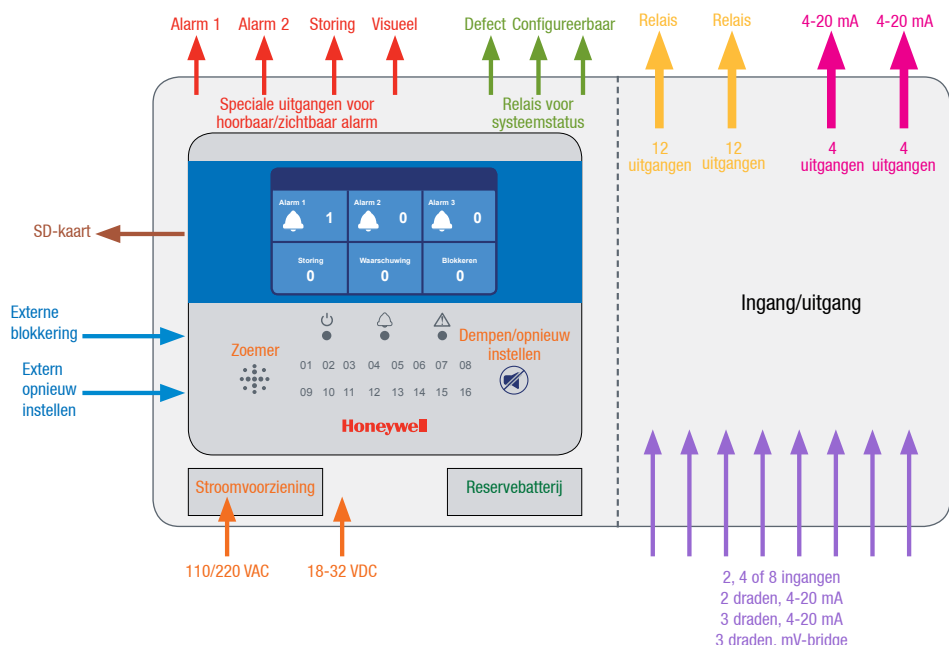 Alarm 1 Alarm 2 Storing Visueel Defect Configureerbaar Relais Relais 4-20 mA 4-20 mA
Speciale uitgangen voor
hoorbaar/zichtbaar alarm
Relais voor
systeemstatus
12
uitgangen
12
uitgangen
4
uitgangen
4
uitgangen
Alarm 1
1
Alarm 2
0
Alarm 3
0
Storing
0
Waarschuwing
0
Blokkeren
0
SD-kaart
Externe
blokkering
Extern
opnieuw
instellen
Ingang/uitgang
Zoemer
Dempen/opnieuw
instellen
01 02 03 04 05 06 07 08
09 10 11 12 13 14 15 16
Honeywell
Stroomvoorziening
Reservebatterij
110/220 VAC
18-32 VDC
2, 4 of 8 ingangen
2 draden, 4-20 mA
3 draden, 4-20 mA
3 draden, mV-bridge